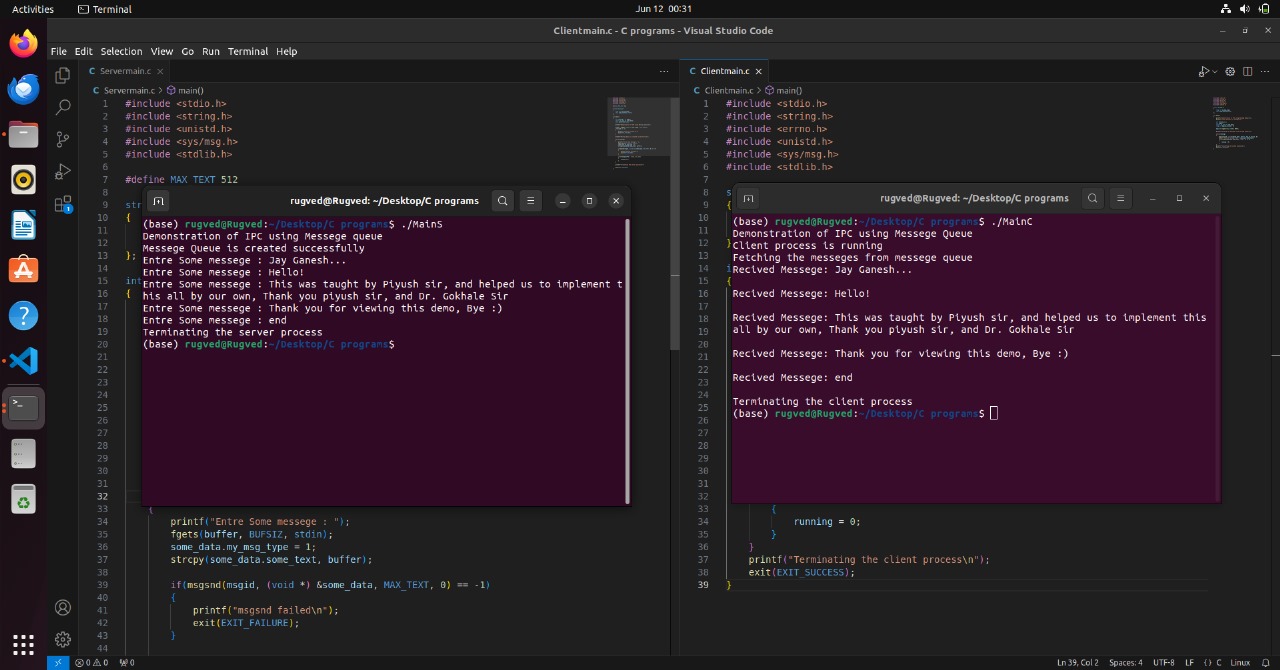 Activities
Terminal
Jun 12 00:31
Clientmain.c - C programs - Visual Studio Code
File Edit Selection View Go Run Terminal Help
Servermain.c
Servermain.c > main()
1 #include <stdio.h>
2 #include <string.h>
3 #include <unistd.h>
4 #include <sys/msg.h>
5 #include <stdlib.h>
6
7 #define MAX_TEXT 512
8
9 str
10 {
11
12
13 };
14
15 int
16 {
17
18
19
20
21
22
23
24
25
26
27
28
29
30
31
32
33 {
34 printf("Entre Some messege : ");
35 fgets(buffer, BUFSIZ, stdin);
36 some_data.my_msg_type = 1;
37 strcpy(some_data.some_text, buffer);
38
39 if(msgsnd(msgid, (void *) &some_data, MAX_TEXT, 0) == -1)
40 {
41 printf("msgsnd failed\n");
42 exit(EXIT_FAILURE);
43 }
44
rugved@Rugved: ~/Desktop/C programs
(base) rugved@Rugved:~/Desktop/C programs$ ./MainS
Demonstration of IPC using Messege queue
Messege Queue is created successfully
Entre Some messege : Jay Ganesh...
Entre Some messege : Hello!
Entre Some messege : This was taught by Piyush sir, and helped us to implement t
his all by our own, Thank you piyush sir, and Dr. Gokhale Sir
Entre Some messege : Thank you for viewing this demo, Bye :)
Entre Some messege : end
Terminating the server process
(base) rugved@Rugved:~/Desktop/C programs$
Clientmain.c
Clientmain.c > main()
1 #include <stdio.h>
2 #include <string.h>
3 #include <errno.h>
4 #include <unistd.h>
5 #include <sys/msg.h>
6 #include <stdlib.h>
7
8 s
9 {
10
11
12 }
13
14 i
15 {
16
17
18
19
20
21
22
23
24
25
26
27
28
29
30
31
32
33 {
34 running = 0;
35 }
36 }
37 printf("Terminating the client process\n");
38 exit(EXIT_SUCCESS);
39 }
rugved@Rugved: ~/Desktop/C programs
(base) rugved@Rugved:~/Desktop/C programs$ ./MainC
Demonstration of IPC using Messege Queue
Client process is running
Fetching the messeges from messege queue
Recived Messege: Jay Ganesh...
Recived Messege: Hello!
Recived Messege: This was taught by Piyush sir, and helped us to implement this
all by our own, Thank you piyush sir, and Dr. Gokhale Sir
Recived Messege: Thank you for viewing this demo, Bye :)
Recived Messege: end
Terminating the client process
(base) rugved@Rugved:~/Desktop/C programs$
0 0 0
Ln 39, Col 2 Spaces: 4 UTF-8 LF {} C Linux